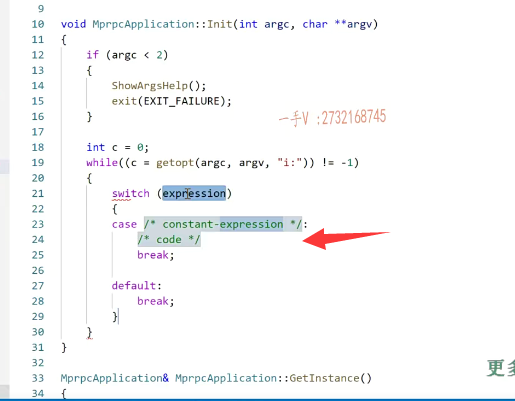 9
10 void MprpcApplication::Init(int argc, char **argv)
11 {
12 if (argc < 2)
13 {
14 ShowArgsHelp();
15 exit(EXIT_FAILURE);
16 }
一手V :2732168745
17
18 int c = 0;
19 while((c = getopt(argc, argv, "i:")) != -1)
20 {
21 switch (expression)
22 {
23 case /* constant-expression */:
24 /* code */
25 break;
26
27 default:
28 break;
29 }
30 }
31 }
32
更多
33 MprpcApplication& MprpcApplication::GetInstance()
34 {